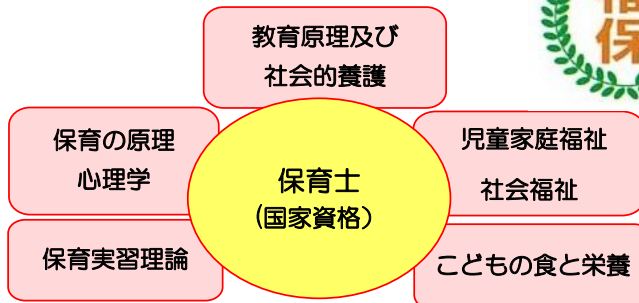 教育原理及び
社会的養護
保育の原理
心理学
保育士
(国家資格)
児童家庭福祉
社会福祉
保育実習理論
こどもの食と栄養